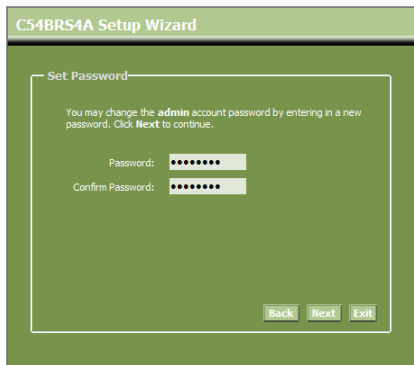 C54BRS4A Setup Wizard
Set Password
You may change the admin account password by entering in a new
password. Click Next to continue.
Password: ••••••••
Confirm Password: ••••••••
Back Next Exit